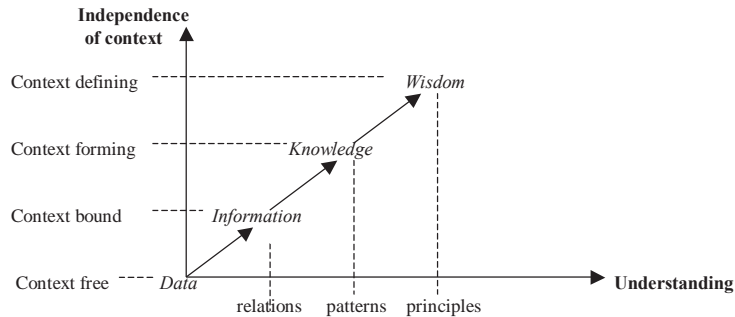 Independence
of context
Context defining
Wisdom
Context forming
Knowledge
Context bound
Information
Context free
Data
Understanding
relations
patterns
principles